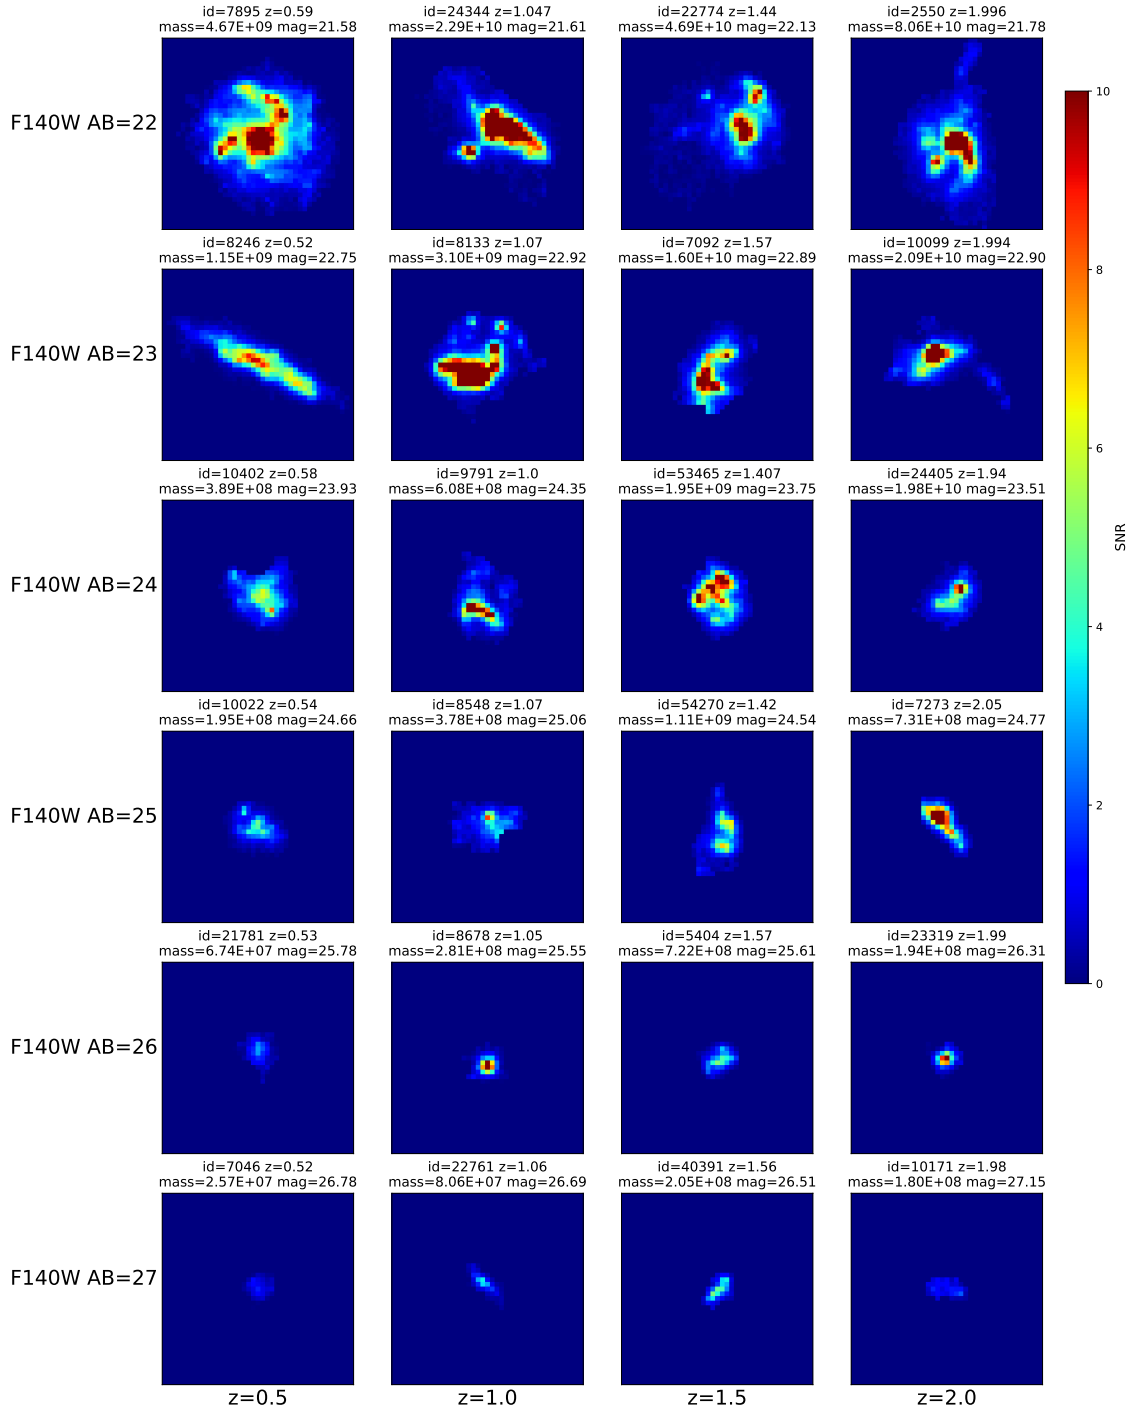 id=7895 z=0.59
mass=4.67E+09 mag=21.58
id=24344 z=1.047
mass=2.29E+10 mag=21.61
id=22774 z=1.44
mass=4.69E+10 mag=22.13
id=2550 z=1.996
mass=8.06E+10 mag=21.78
F140W AB=22
id=8246 z=0.52
mass=1.15E+09 mag=22.75
id=8133 z=1.07
mass=3.10E+09 mag=22.92
id=7092 z=1.57
mass=1.60E+10 mag=22.89
id=10099 z=1.994
mass=2.09E+10 mag=22.90
F140W AB=23
id=10402 z=0.58
mass=3.89E+08 mag=23.93
id=9791 z=1.0
mass=6.08E+08 mag=24.35
id=53465 z=1.407
mass=1.95E+09 mag=23.75
id=24405 z=1.94
mass=1.98E+10 mag=23.51
F140W AB=24
id=10022 z=0.54
mass=1.95E+08 mag=24.66
id=8548 z=1.07
mass=3.78E+08 mag=25.06
id=54270 z=1.42
mass=1.11E+09 mag=24.54
id=7273 z=2.05
mass=7.31E+08 mag=24.77
F140W AB=25
id=21781 z=0.53
mass=6.74E+07 mag=25.78
id=8678 z=1.05
mass=2.81E+08 mag=25.55
id=5404 z=1.57
mass=7.22E+08 mag=25.61
id=23319 z=1.99
mass=1.94E+08 mag=26.31
F140W AB=26
id=7046 z=0.52
mass=2.57E+07 mag=26.78
id=22761 z=1.06
mass=8.06E+07 mag=26.69
id=40391 z=1.56
mass=2.05E+08 mag=26.51
id=10171 z=1.98
mass=1.80E+08 mag=27.15
F140W AB=27
z=0.5
z=1.0
z=1.5
z=2.0
10
8
6
4
2
0
SNR